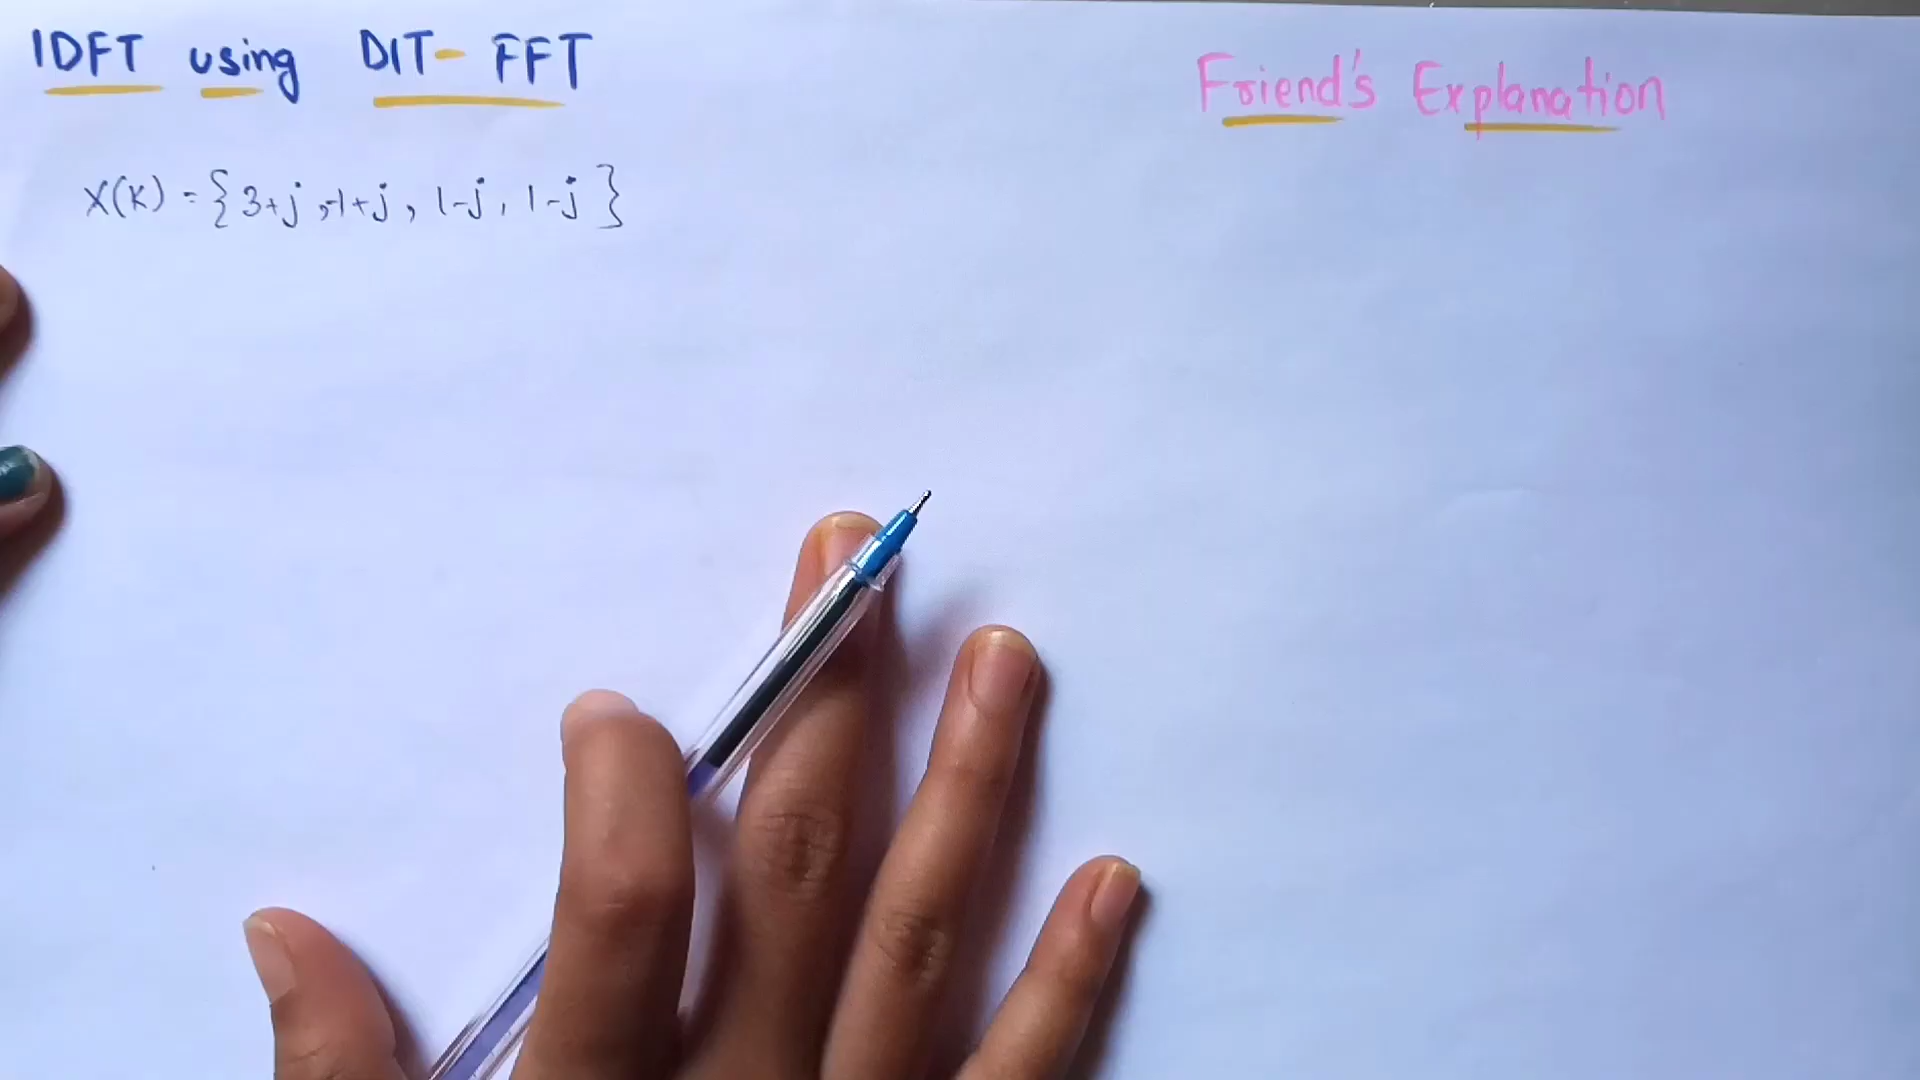 IDFT using DIT- FFT
Friend's Explanation
X(K) = {3+j, -1+j, 1-j, 1-j}